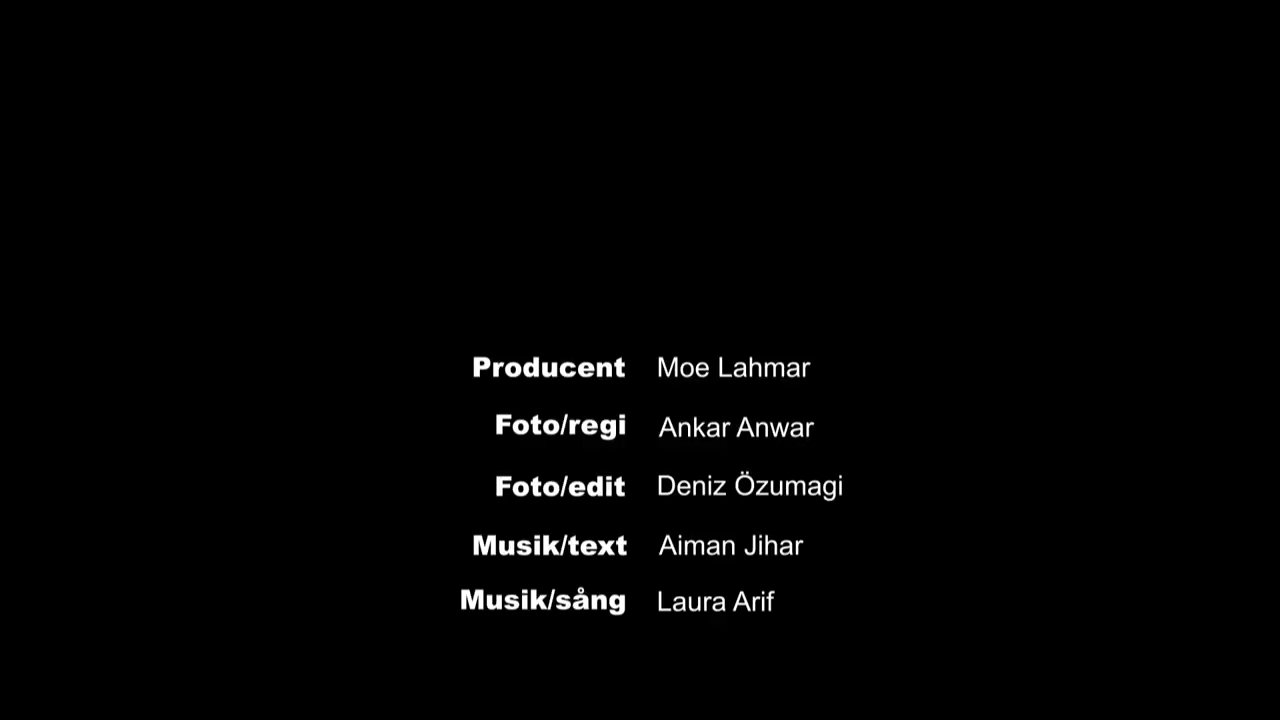 Producent Moe Lahmar
Foto/regi Ankar Anwar
Foto/edit Deniz Özumagi
Musik/text Aiman Jihar
Musik/sång Laura Arif